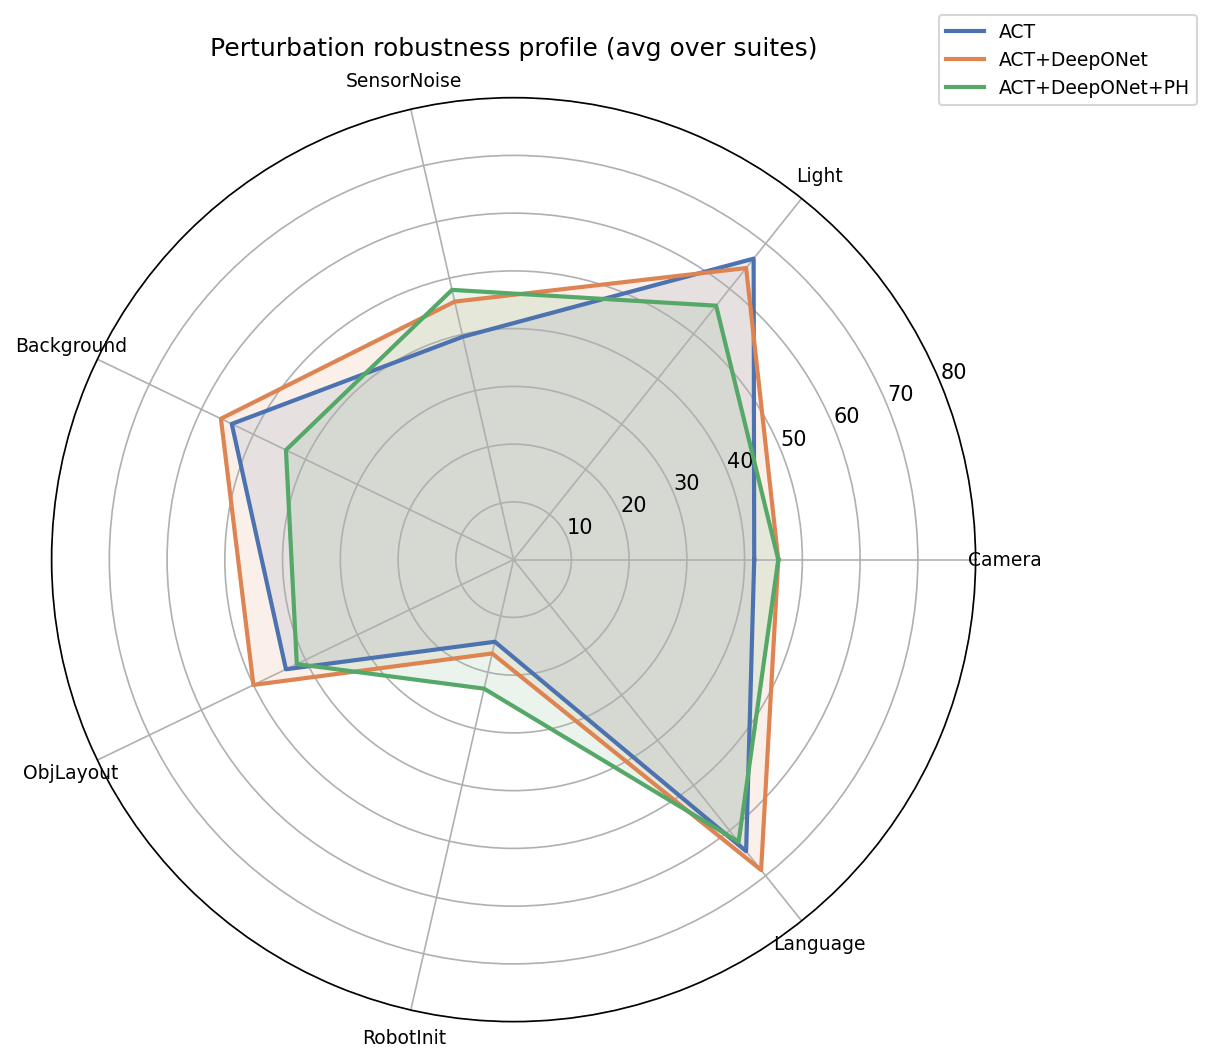 Perturbation robustness profile (avg over suites)
ACT
ACT+DeepONet
ACT+DeepONet+PH
SensorNoise
Light
Background
80
70
60
50
40
30
20
10
Camera
ObjLayout
Language
RobotInit